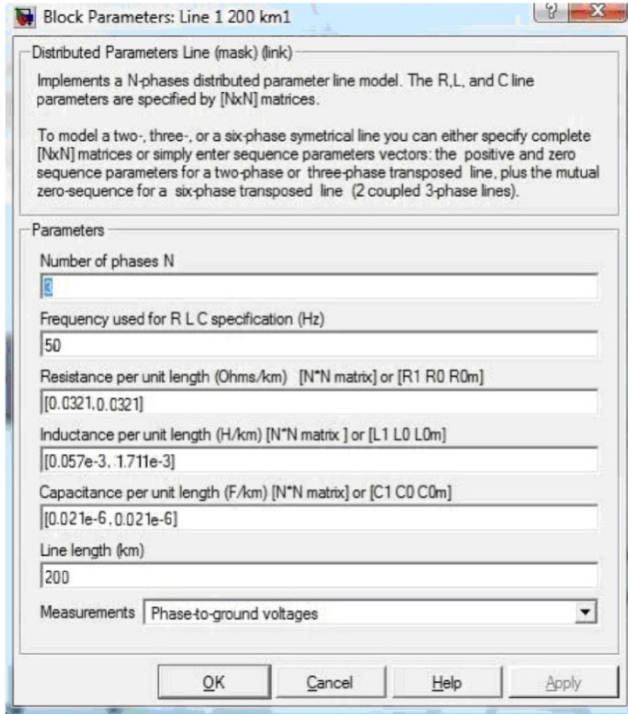 Block Parameters: Line 1 200 km1
Distributed Parameters Line (mask) (link)
Implements a N-phases distributed parameter line model. The R,L, and C line
parameters are specified by [NxN] matrices.
To model a two-, three-, or a six-phase symetrical line you can either specify complete
[NxN] matrices or simply enter sequence parameters vectors: the positive and zero
sequence parameters for a two-phase or three-phase transposed line, plus the mutual
zero-sequence for a six-phase transposed line (2 coupled 3-phase lines).
Parameters
Number of phases N
3
Frequency used for R L C specification (Hz)
50
Resistance per unit length (Ohms/km) [N*N matrix] or [R1 R0 R0m]
[0.0321,0.0321]
Inductance per unit length (H/km) [N*N matrix ] or [L1 L0 L0m]
[0.057e-3, 1.711e-3]
Capacitance per unit length (F/km) [N*N matrix] or [C1 C0 C0m]
[0.021e-6,0.021e-6]
Line length (km)
200
Measurements Phase-to-ground voltages
OK Cancel Help Apply